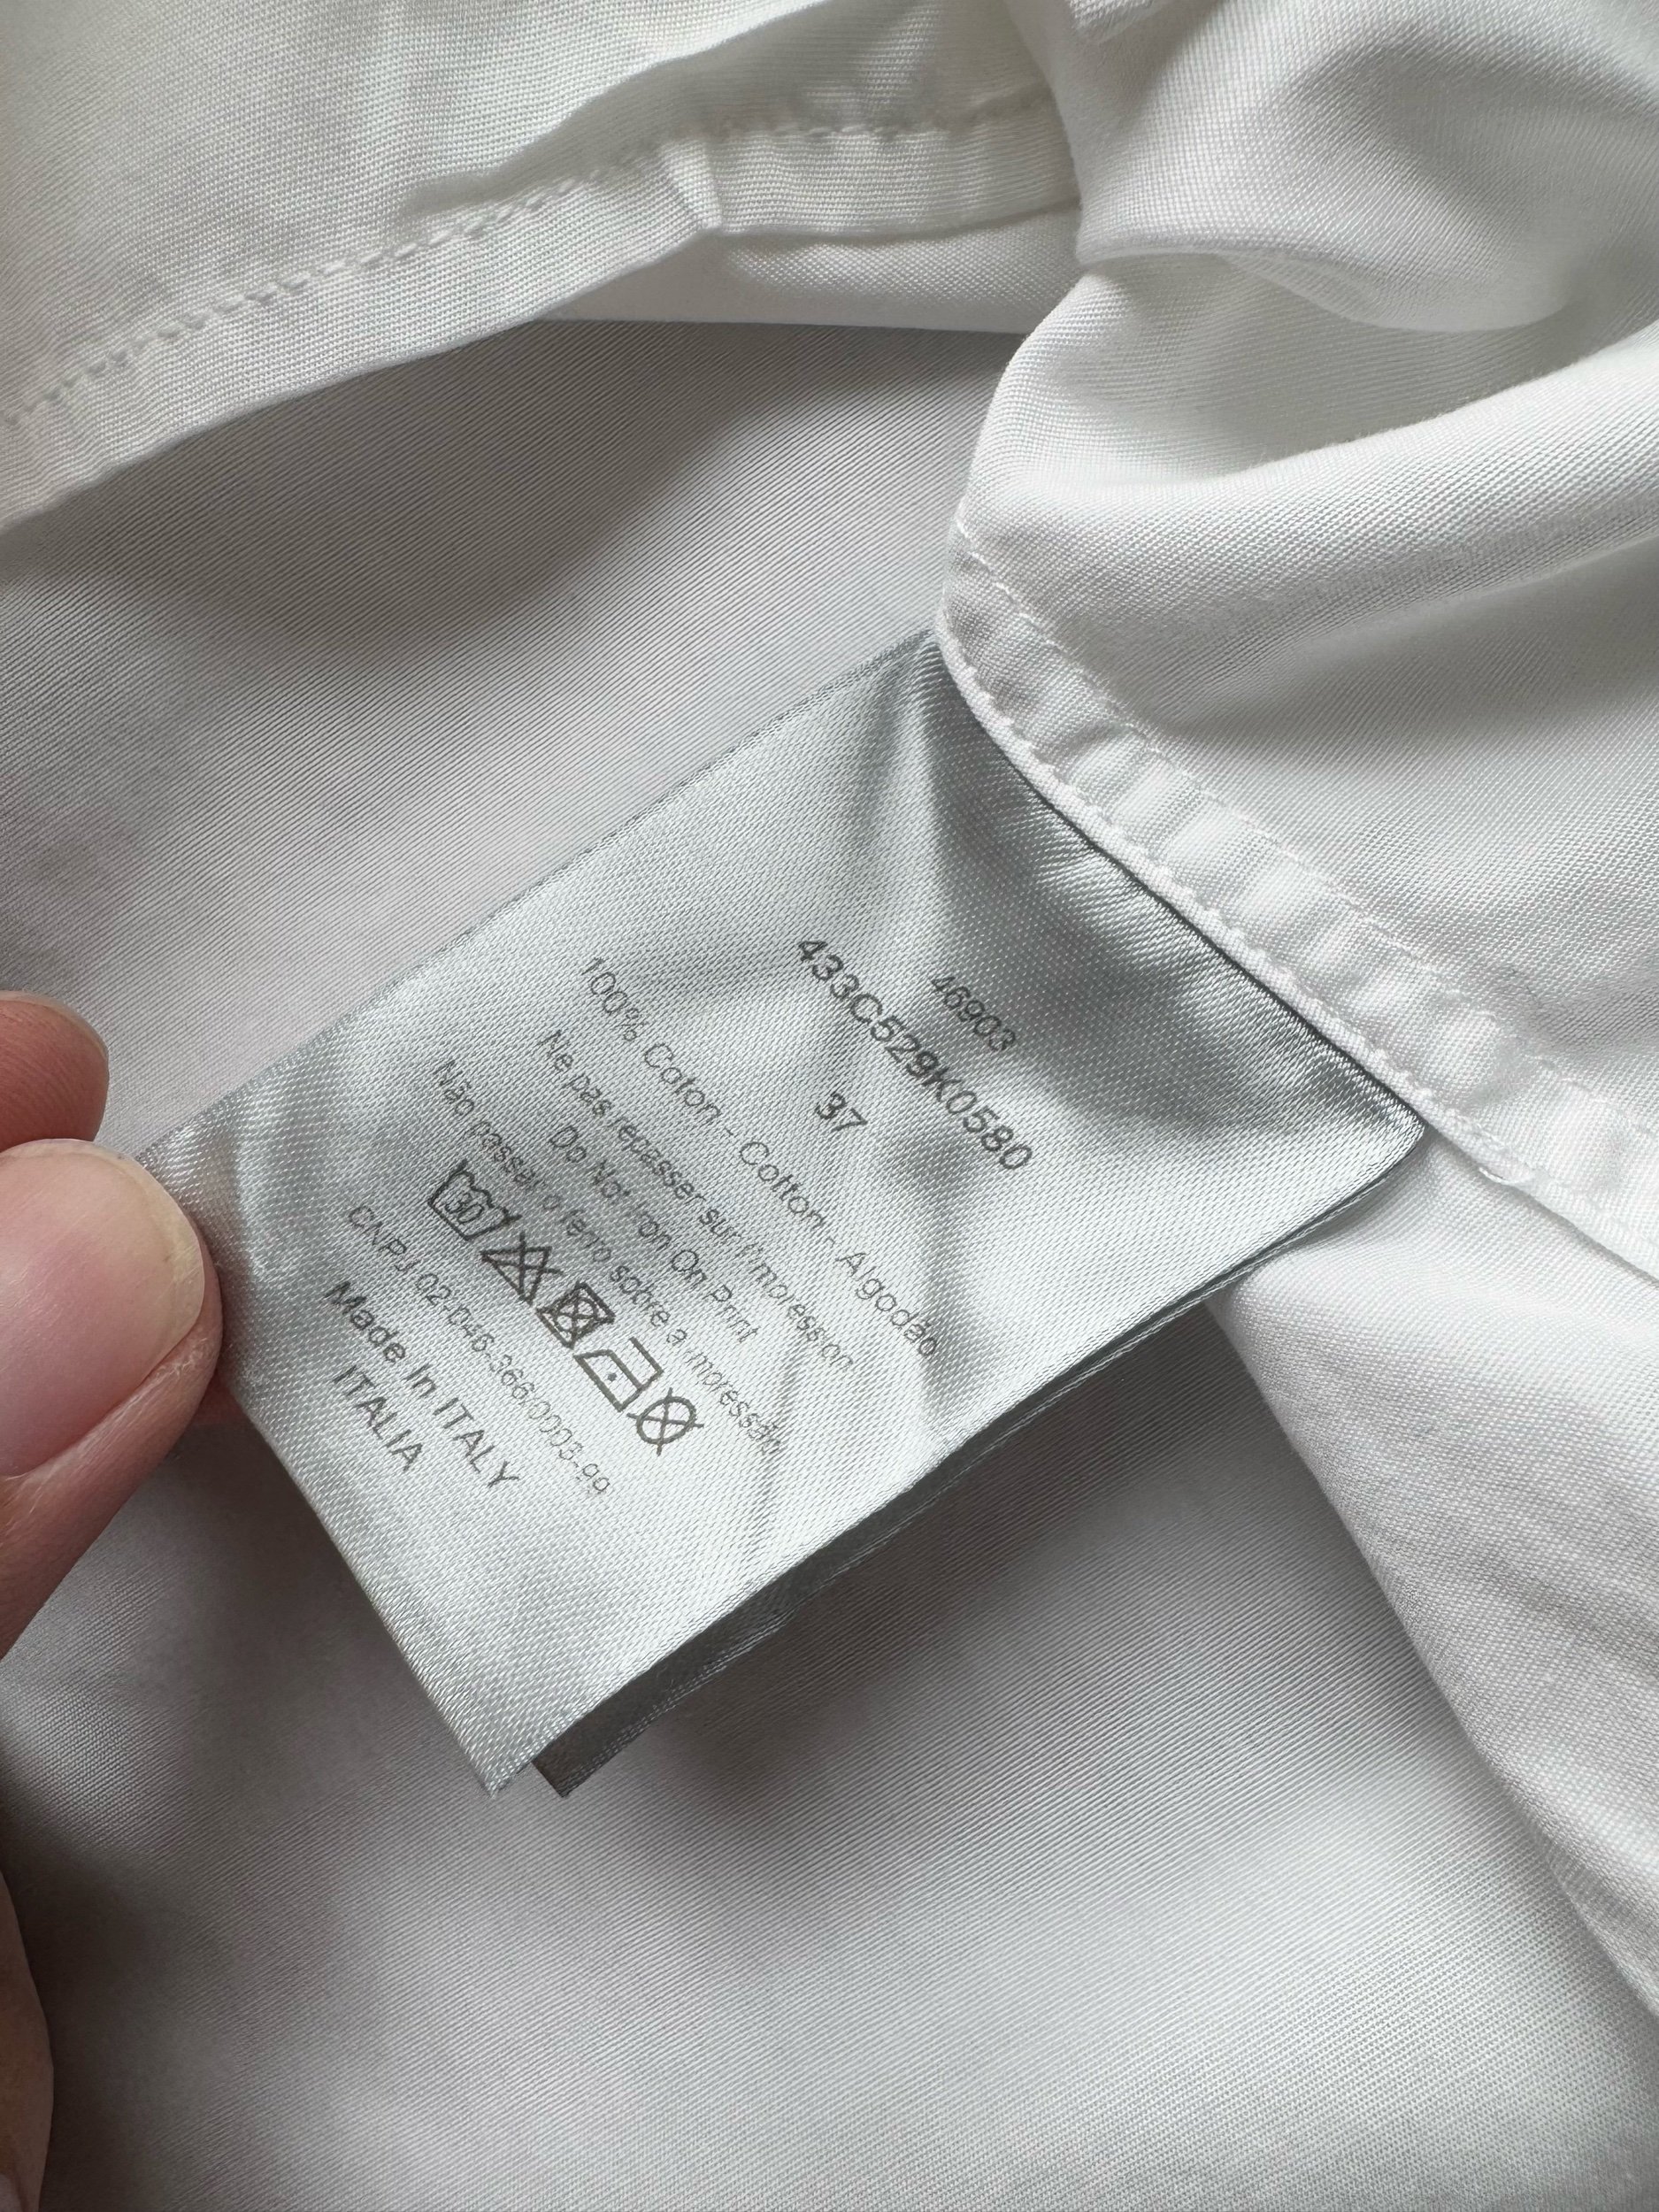 46903
433C529K0580
37
100% Coton - Cotton - Algodão
Ne pas repasser sur l'impression
Do Not Iron On Print
Não passar o ferro sobre a impressão
30
CNPJ 02-046-366/0003-99
Made In ITALY
ITALIA